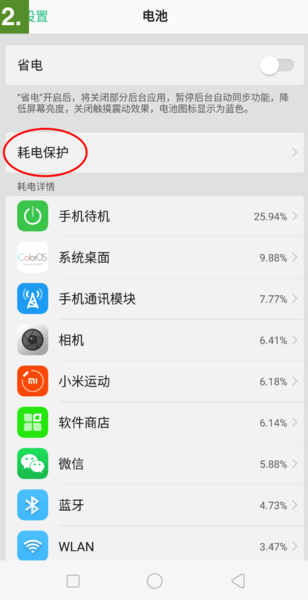 2.
设置
电池
省电
“省电”开启后，将关闭部分后台应用，暂停后台自动同步功能，降
低屏幕亮度，关闭触摸震动效果，电池图标显示为蓝色。
耗电保护
耗电详情
手机待机 25.94%
ColorOS 系统桌面 9.88%
手机通讯模块 7.77%
相机 6.41%
小米运动 6.18%
软件商店 6.14%
微信 5.88%
蓝牙 4.73%
WLAN 3.47%